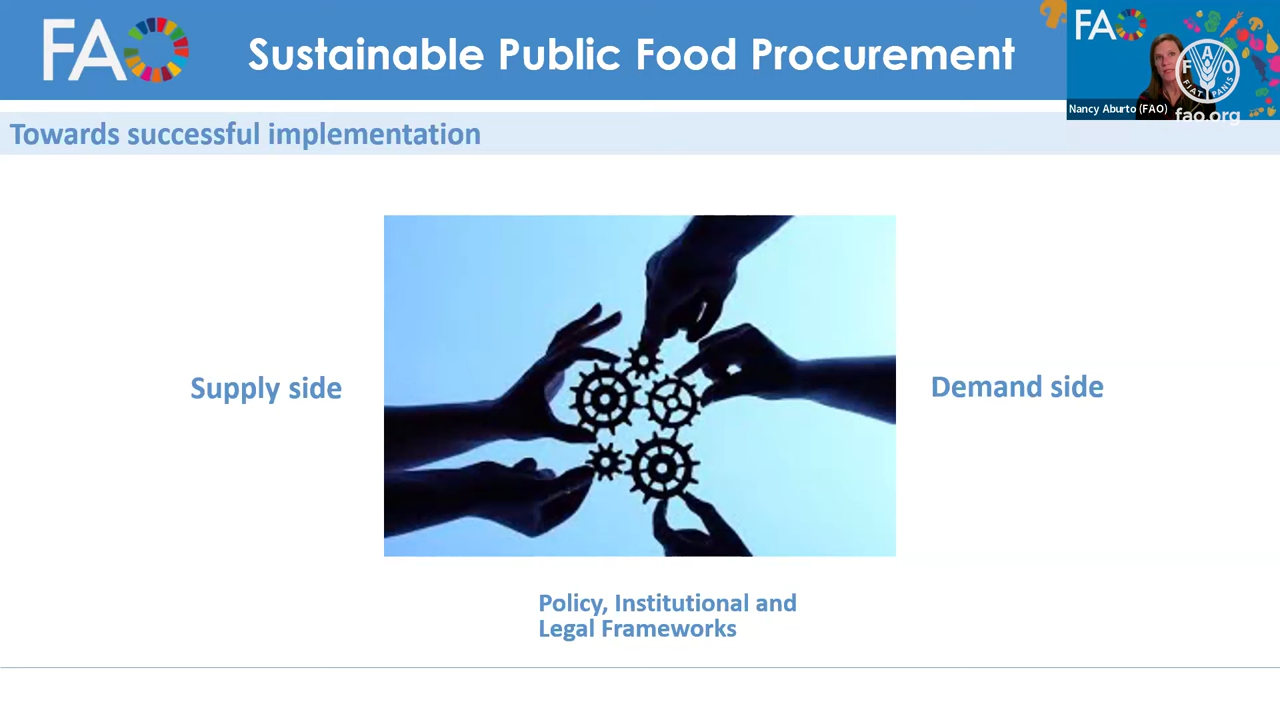 FAO
Sustainable Public Food Procurement
FAO
F A O
FIAT PANIS
Nancy Aburto (FAO)
fao.org
Towards successful implementation
Supply side
Demand side
Policy, Institutional and
Legal Frameworks